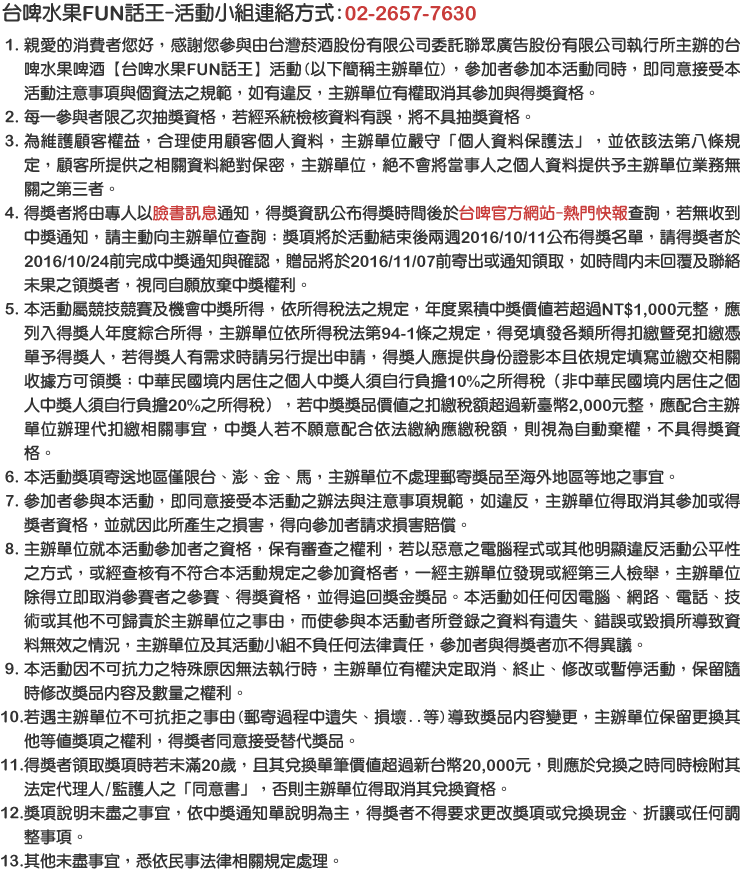 台啤水果FUN話王-活動小組連絡方式:02-2657-7630
1. 親愛的消費者您好，感謝您參與由台灣菸酒股份有限公司委託聯眾廣告股份有限公司執行所主辦的台
啤水果啤酒【台啤水果FUN話王】活動(以下簡稱主辦單位)，參加者參加本活動同時，即同意接受本
活動注意事項與個資法之規範，如有違反，主辦單位有權取消其參加與得獎資格。
2. 每一參與者限乙次抽獎資格，若經系統檢核資料有誤，將不具抽獎資格。
3. 為維護顧客權益，合理使用顧客個人資料，主辦單位嚴守「個人資料保護法」，並依該法第八條規
定，顧客所提供之相關資料絕對保密，主辦單位，絕不會將當事人之個人資料提供予主辦單位業務無
關之第三者。
4. 得獎者將由專人以臉書訊息通知，得獎資訊公布得獎時間後於台啤官方網站-熱門快報查詢，若無收到
中獎通知，請主動向主辦單位查詢；獎項將於活動結束後兩週2016/10/11公布得獎名單，請得獎者於
2016/10/24前完成中獎通知與確認，贈品將於2016/11/07前寄出或通知領取，如時間內未回覆及聯絡
未果之領獎者，視同自願放棄中獎權利。
5. 本活動屬競技競賽及機會中獎所得，依所得稅法之規定，年度累積中獎價值若超過NT$1,000元整，應
列入得獎人年度綜合所得，主辦單位依所得稅法第94-1條之規定，得免填發各類所得扣繳暨免扣繳憑
單予得獎人，若得獎人有需求時請另行提出申請，得獎人應提供身份證影本且依規定填寫並繳交相關
收據方可領獎；中華民國境內居住之個人中獎人須自行負擔10%之所得稅（非中華民國境內居住之個
人中獎人須自行負擔20%之所得稅），若中獎獎品價值之扣繳稅額超過新臺幣2,000元整，應配合主辦
單位辦理代扣繳相關事宜，中獎人若不願意配合依法繳納應繳稅額，則視為自動棄權，不具得獎資
格。
6. 本活動獎項寄送地區僅限台、澎、金、馬，主辦單位不處理郵寄獎品至海外地區等地之事宜。
7. 參加者參與本活動，即同意接受本活動之辦法與注意事項規範，如違反，主辦單位得取消其參加或得
獎者資格，並就因此所產生之損害，得向參加者請求損害賠償。
8. 主辦單位就本活動參加者之資格，保有審查之權利，若以惡意之電腦程式或其他明顯違反活動公平性
之方式，或經查核有不符合本活動規定之參加資格者，一經主辦單位發現或經第三人檢舉，主辦單位
除得立即取消參賽者之參賽、得獎資格，並得追回獎金獎品。本活動如任何因電腦、網路、電話、技
術或其他不可歸責於主辦單位之事由，而使參與本活動者所登錄之資料有遺失、錯誤或毀損所導致資
料無效之情況，主辦單位及其活動小組不負任何法律責任，參加者與得獎者亦不得異議。
9. 本活動因不可抗力之特殊原因無法執行時，主辦單位有權決定取消、終止、修改或暫停活動，保留隨
時修改獎品內容及數量之權利。
10.若遇主辦單位不可抗拒之事由(郵寄過程中遺失、損壞..等)導致獎品內容變更，主辦單位保留更換其
他等值獎項之權利，得獎者同意接受替代獎品。
11.得獎者領取獎項時若未滿20歲，且其兌換單筆價值超過新台幣20,000元，則應於兌換之時同時檢附其
法定代理人/監護人之「同意書」，否則主辦單位得取消其兌換資格。
12.獎項說明未盡之事宜，依中獎通知單說明為主，得獎者不得要求更改獎項或兌換現金、折讓或任何調
整事項。
13.其他未盡事宜，悉依民事法律相關規定處理。